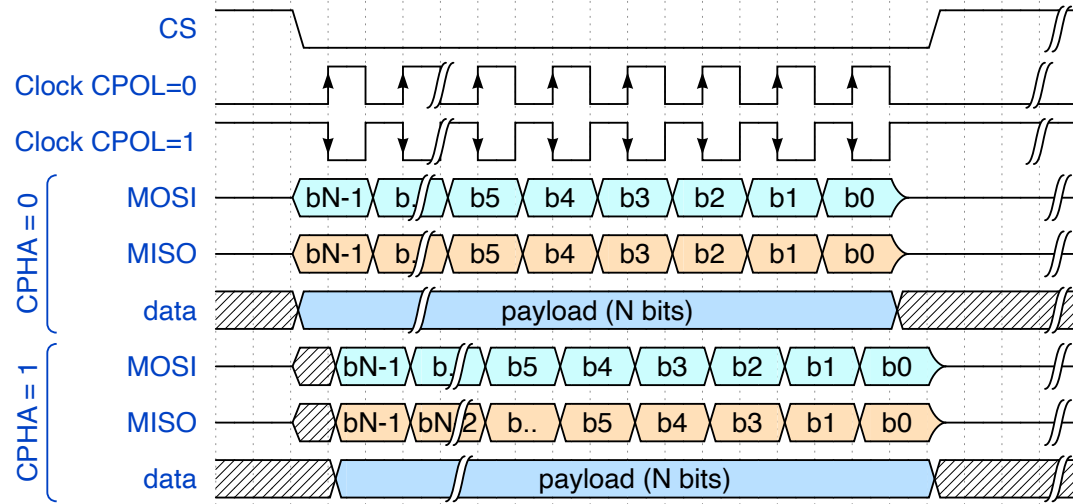 CS
Clock CPOL=0
Clock CPOL=1
CPHA = 0
MOSI bN-1 b. b5 b4 b3 b2 b1 b0
MISO bN-1 b. b5 b4 b3 b2 b1 b0
data payload (N bits)
CPHA = 1
MOSI bN-1 b. b5 b4 b3 b2 b1 b0
MISO bN-1 bN 2 b.. b5 b4 b3 b2 b1 b0
data payload (N bits)